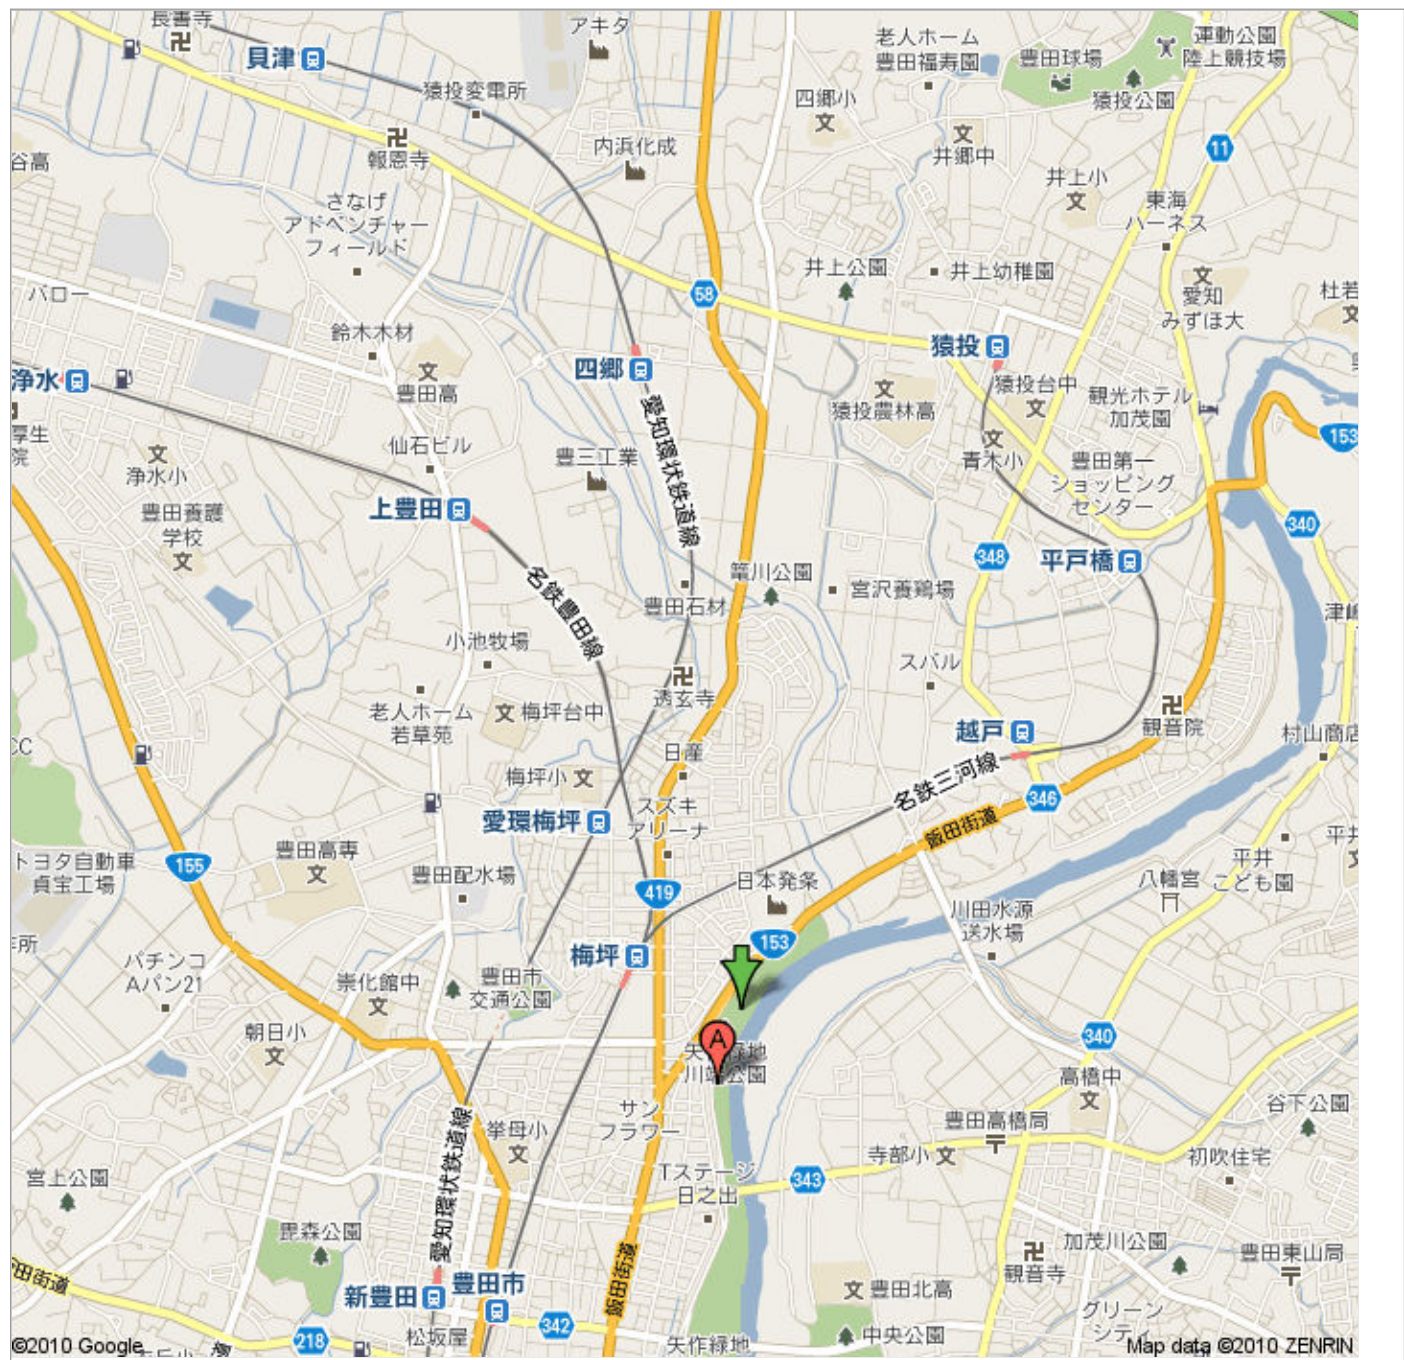 長善寺
アキタ
老人ホーム
豊田福寿園
豊田球場
運動公園
陸上競技場
貝津
猿投変電所
四郷小
猿投公園
内浜化成
井郷中
11
谷高
報恩寺
井上小
さなげ
アドベンチャー
フィールド
東海
ハーネス
井上公園
井上幼稚園
バロー
58
愛知
みずほ大
杜若
鈴木木材
猿投
四郷
浄水
豊田高
猿投台中
猿投農林高
観光ホテル
加茂園
愛知環状鉄道線
153
厚生
院
仙石ビル
浄水小
豊三工業
青木小
豊田第一
ショッピング
センター
上豊田
豊田養護
学校
340
348
平戸橋
名鉄豊田線
籠川公園
宮沢養鶏場
豊田石材
小池牧場
スバル
透玄寺
老人ホーム
若草苑
梅坪台中
観音院
越戸
村山商店
CC
日産
梅坪小
名鉄三河線
346
スズキ
アリーナ
愛環梅坪
飯田街道
155
豊田高専
トヨタ自動車
貞宝工場
豊田配水場
419
日本発条
平井
こども園
八幡宮
川田水源
送水場
153
梅坪
パチンコ
Aパン21
崇化館中
豊田市
交通公園
朝日小
A
矢作緑地
川端公園
340
高橋中
サン
フラワー
豊田高橋局
谷下公園
挙母小
愛知環状鉄道線
寺部小
初吹住宅
宮上公園
Tステージ
日之出
343
毘森公園
加茂川公園
豊田東山局
観音寺
飯田街道
豊田市
新豊田
豊田北高
グリーン
シティ
342
218
松坂屋
矢作緑地
中央公園
©2010 Google
Map data ©2010 ZENRIN